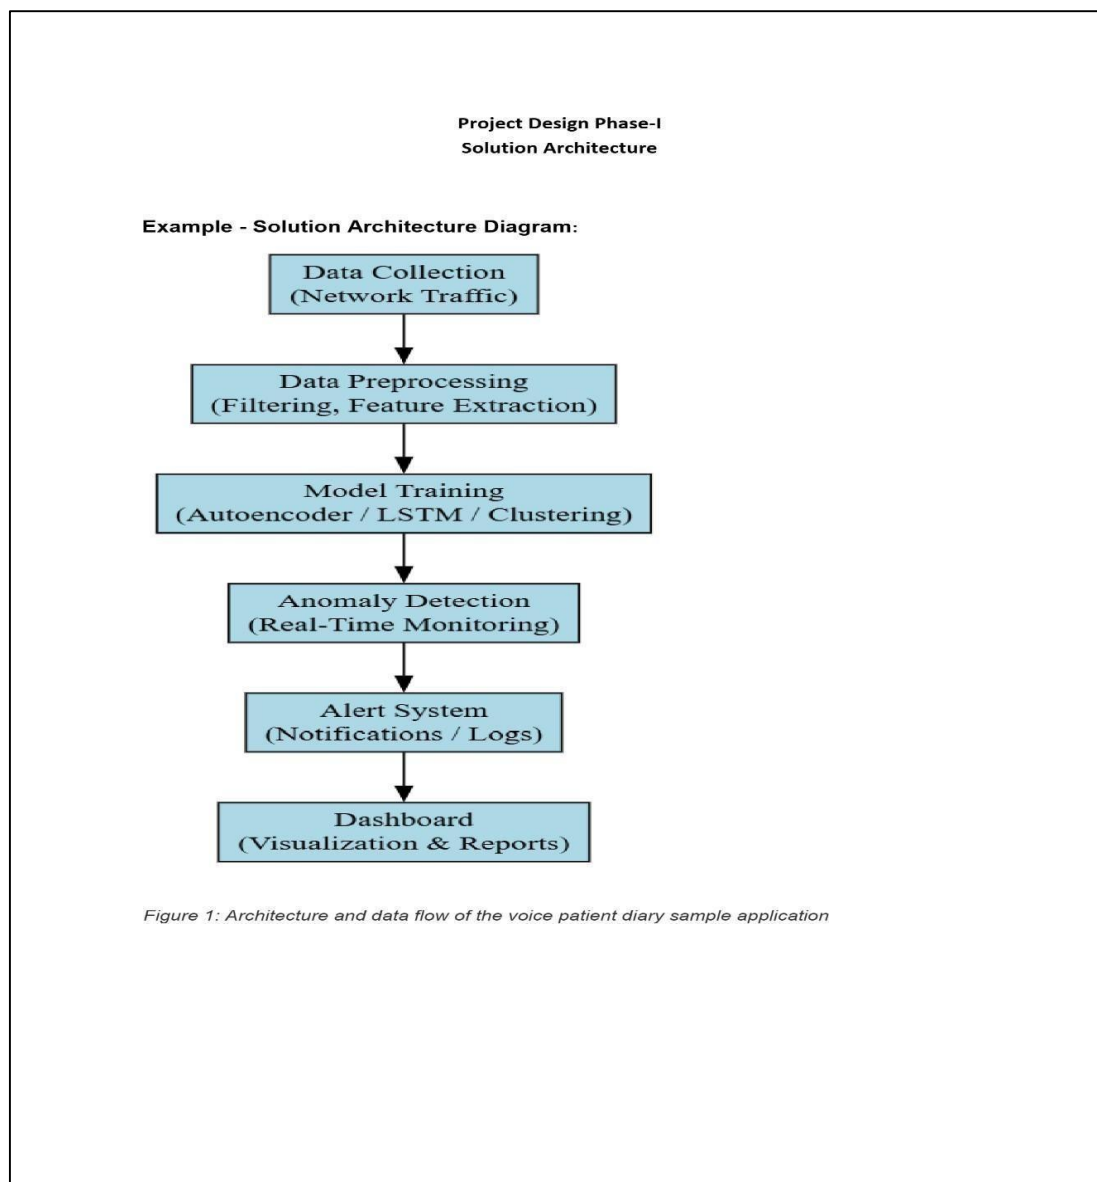 Project Design Phase-I
Solution Architecture
Example - Solution Architecture Diagram:
Data Collection
(Network Traffic)
Data Preprocessing
(Filtering, Feature Extraction)
Model Training
(Autoencoder / LSTM / Clustering)
Anomaly Detection
(Real-Time Monitoring)
Alert System
(Notifications / Logs)
Dashboard
(Visualization & Reports)
Figure 1: Architecture and data flow of the voice patient diary sample application